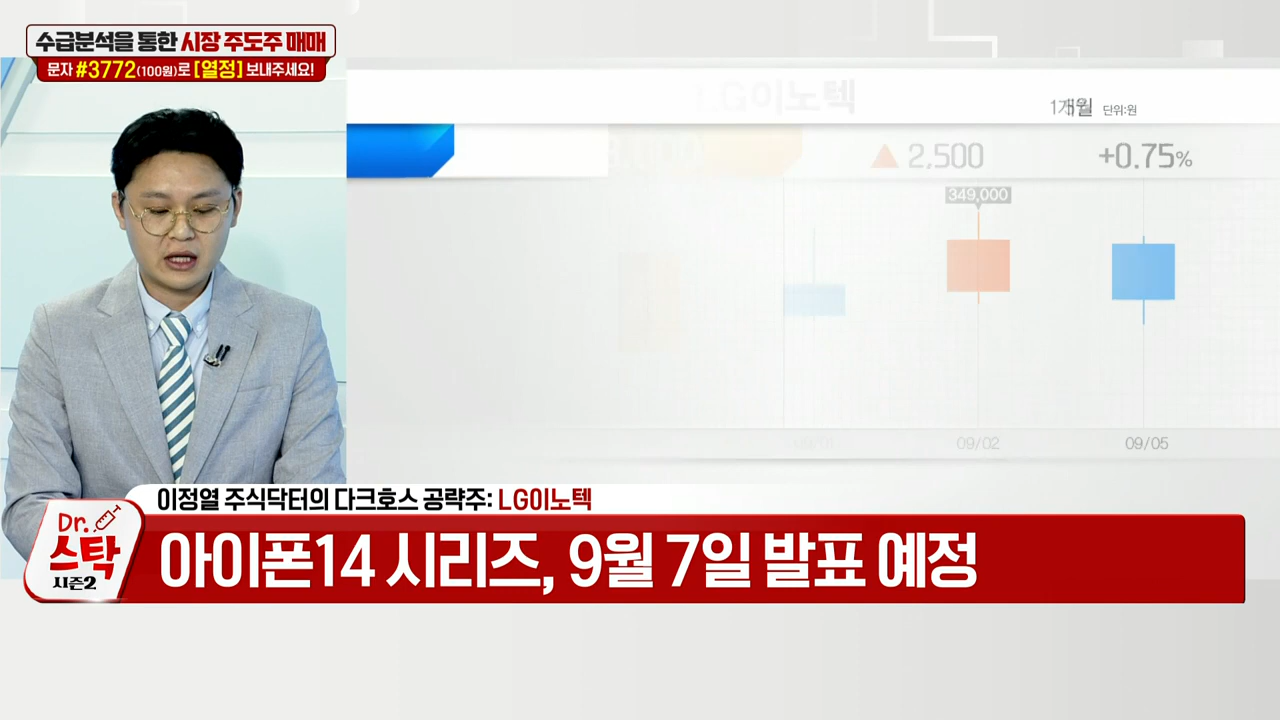 수급분석을 통한 시장 주도주 매매
문자 #3772(100원)로 [열정] 보내주세요!
LG이노텍
단위:원
▲ 2,500
+0.75%
349,000
09/02
09/05
이정열 주식닥터의 다크호스 공략주: LG이노텍
Dr.
스탁
시즌2
아이폰14 시리즈, 9월 7일 발표 예정